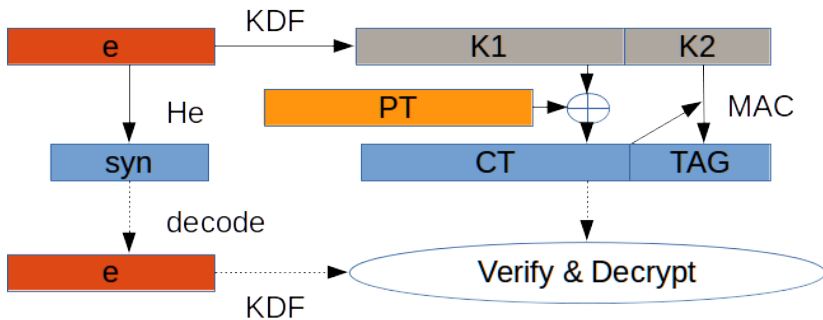 e
KDF
K1
K2
He
PT
MAC
syn
CT
TAG
decode
e
KDF
Verify & Decrypt